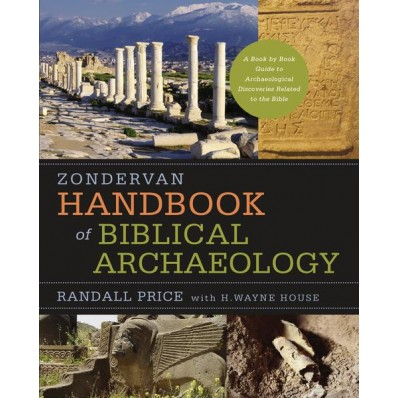 A Book by Book
Guide to
Archaeological
Discoveries Related
to the Bible
ZONDERVAN
HANDBOOK
of BIBLICAL
ARCHAEOLOGY
RANDALL PRICE with H. WAYNE HOUSE